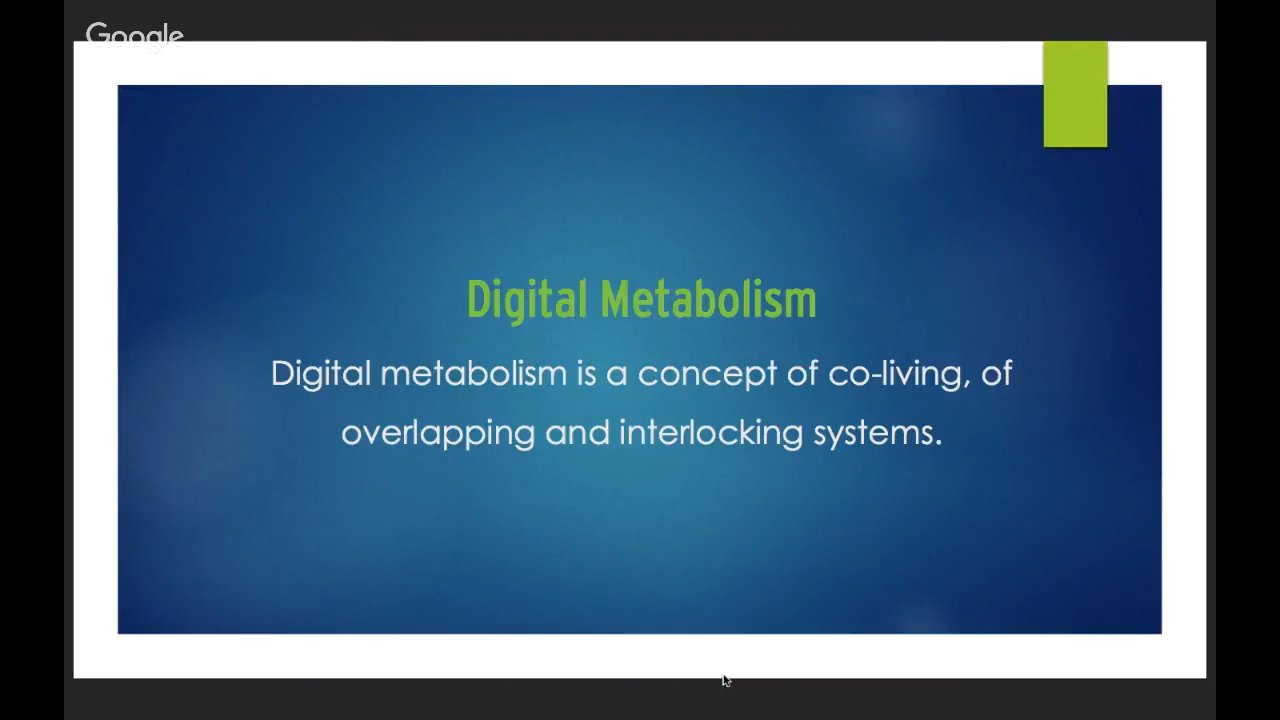 Google
Digital Metabolism
Digital metabolism is a concept of co-living, of
overlapping and interlocking systems.